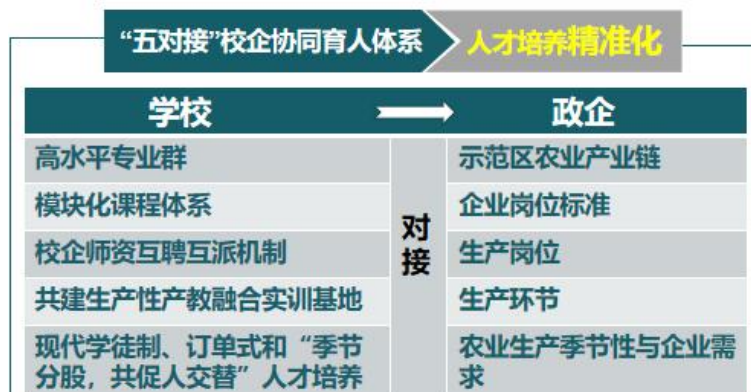 “五对接”校企协同育人体系 人才培养精准化
学校 政企
高水平专业群 示范区农业产业链
模块化课程体系 企业岗位标准
对
校企师资互聘互派机制 生产岗位
接
共建生产性产教融合实训基地 生产环节
现代学徒制、订单式和“季节 农业生产季节性与企业需
分股，共促人交替”人才培养 求